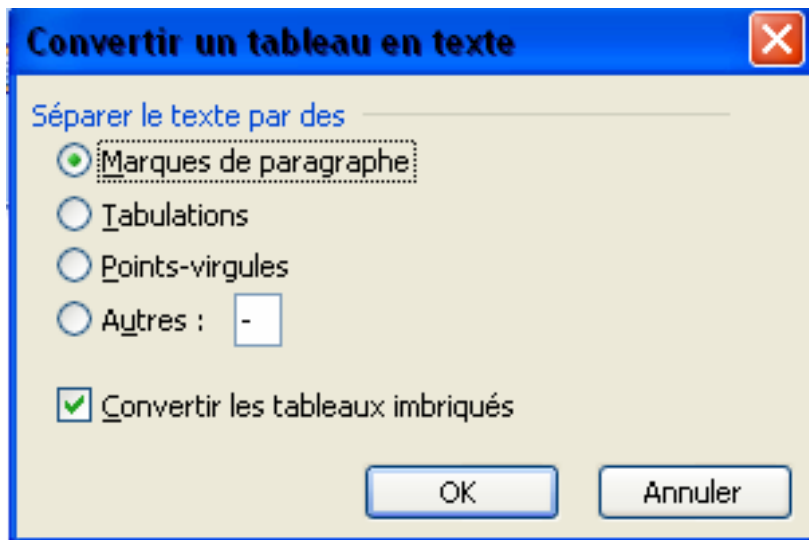 Convertir un tableau en texte
Séparer le texte par des
Marques de paragraphe
Tabulations
Points-virgules
Autres : -
Convertir les tableaux imbriqués
OK Annuler